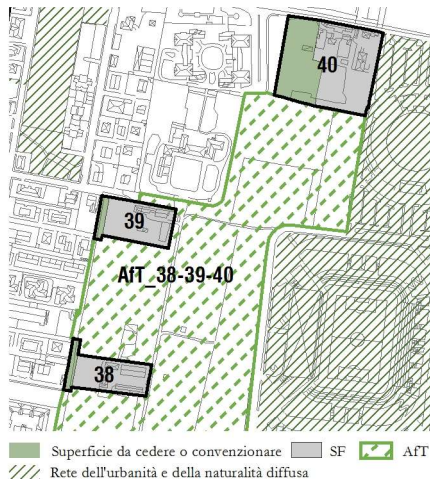 40
39
AfT_38-39-40
38
Superficie da cedere o convenzionare SF AfT
Rete dell'urbanità e della naturalità diffusa